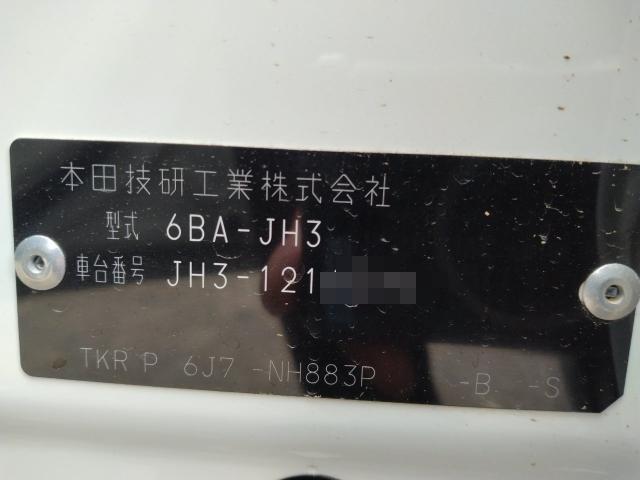 本田技研工業株式会社
型式 6BA-JH3
車台番号 JH3-121
TKR P 6J7 -NH883P -B -S